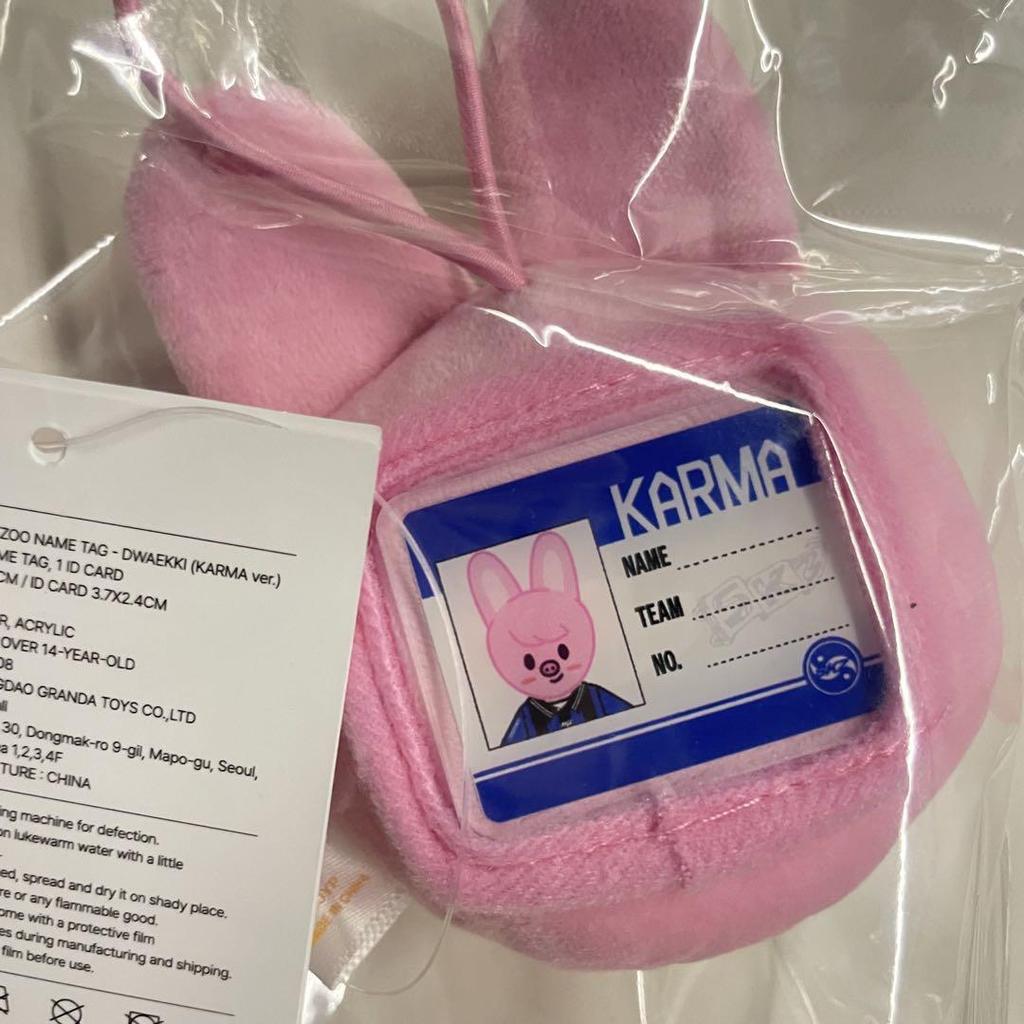 ZOO NAME TAG - DWAEKKI (KARMA ver.)
ME TAG, 1 ID CARD
CM / ID CARD 3.7X2.4CM
R, ACRYLIC
OVER 14-YEAR-OLD
08
GDAO GRANDA TOYS CO.,LTD
30, Dongmak-ro 9-gil, Mapo-gu, Seoul,
a 1,2,3,4F
TURE : CHINA
ing machine for defection.
on lukewarm water with a little
ed, spread and dry it on shady place.
re or any flammable good.
ome with a protective film
es during manufacturing and shipping.
film before use.
KARMA
NAME
TEAM
NO.